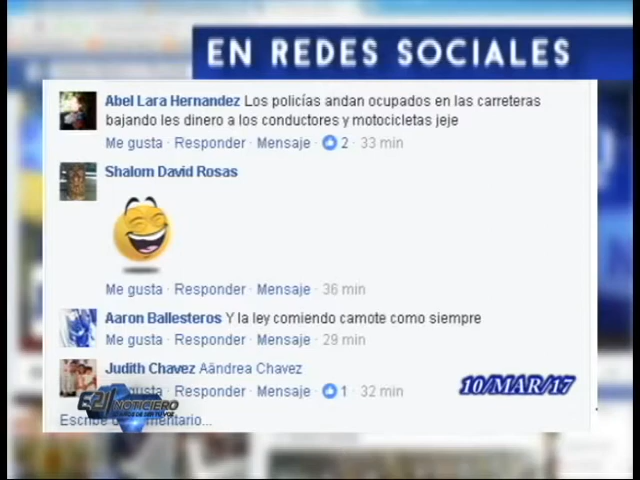 EN REDES SOCIALES
Abel Lara Hernandez Los policías andan ocupados en las carreteras
bajando les dinero a los conductores y motocicletas jeje
Me gusta · Responder · Mensaje · 2 · 33 min
Shalom David Rosas
Me gusta · Responder · Mensaje · 36 min
Aaron Ballesteros Y la ley comiendo camote como siempre
Me gusta · Responder · Mensaje · 29 min
Judith Chavez Aändrea Chavez
gusta · Responder · Mensaje · 1 · 32 min
10/MAR/17
NOTICIERO